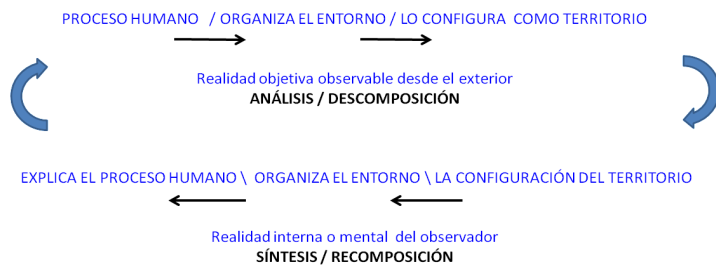 PROCESO HUMANO / ORGANIZA EL ENTORNO / LO CONFIGURA COMO TERRITORIO
Realidad objetiva observable desde el exterior
ANÁLISIS / DESCOMPOSICIÓN
EXPLICA EL PROCESO HUMANO \ ORGANIZA EL ENTORNO \ LA CONFIGURACIÓN DEL TERRITORIO
Realidad interna o mental del observador
SÍNTESIS / RECOMPOSICIÓN